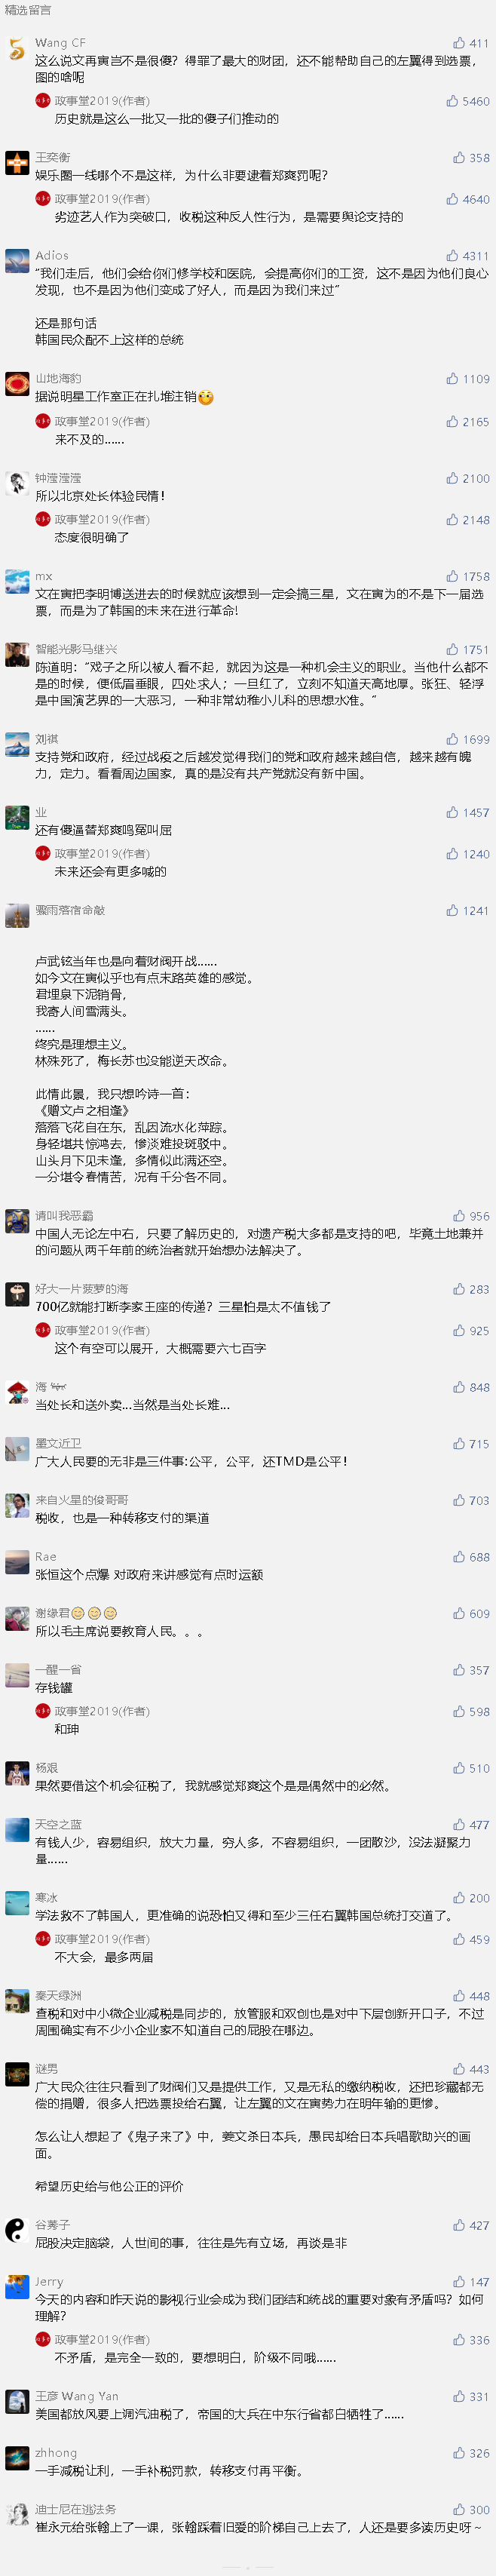 精选留言
Wang CF 411
这么说文再寅岂不是很傻？得罪了最大的财团，还不能帮助自己的左翼得到选票，
图的啥呢
政事堂2019(作者) 5460
历史就是这么一批又一批的傻子们推动的
王奕衡 358
娱乐圈一线哪个不是这样，为什么非要逮着郑爽罚呢？
政事堂2019(作者) 4640
劣迹艺人作为突破口，收税这种反人性行为，是需要舆论支持的
Adios 4311
“我们走后，他们会给你们修学校和医院，会提高你们的工资，这不是因为他们良心
发现，也不是因为他们变成了好人，而是因为我们来过”
还是那句话
韩国民众配不上这样的总统
山地海豹 1109
据说明星工作室正在扎堆注销
政事堂2019(作者) 2165
来不及的......
钟滢滢滢 2100
所以北京处长体验民情！
政事堂2019(作者) 2148
态度很明确了
mx 1758
文在寅把李明博送进去的时候就应该想到一定会搞三星，文在寅为的不是下一届选
票，而是为了韩国的未来在进行革命!
智能光影马继兴 1751
陈道明：“戏子之所以被人看不起，就因为这是一种机会主义的职业。当他什么都不
是的时候，便低眉垂眼，四处求人；一旦红了，立刻不知道天高地厚。张狂、轻浮
是中国演艺界的一大恶习，一种非常幼稚小儿科的思想水准。”
刘祺 1699
支持党和政府，经过战疫之后越发觉得我们的党和政府越来越自信，越来越有魄
力，定力。看看周边国家，真的是没有共产党就没有新中国。
业 1457
还有傻逼替郑爽鸣冤叫屈
政事堂2019(作者) 1240
未来还会有更多喊的
骤雨落宿命敲 1241
卢武铉当年也是向着财阀开战......
如今文在寅似乎也有点末路英雄的感觉。
君埋泉下泥销骨，
我寄人间雪满头。
......
终究是理想主义。
林殊死了，梅长苏也没能逆天改命。
此情此景，我只想吟诗一首：
《赠文卢之相逢》
落落飞花自在东，乱因流水化萍踪。
身轻堪共惊鸿去，惨淡难投斑驳中。
山头月下见未逢，多情似此满还空。
一分堪令春情苦，况有千分各不同。
请叫我恶霸 956
中国人无论左中右，只要了解历史的，对遗产税大多都是支持的吧，毕竟土地兼并
的问题从两千年前的统治者就开始想办法解决了。
好大一片菠萝的海 283
700亿就能打断李家王座的传递？三星怕是太不值钱了
政事堂2019(作者) 925
这个有空可以展开，大概需要六七百字
海 848
当处长和送外卖...当然是当处长难...
墨文近卫 715
广大人民要的无非是三件事:公平，公平，还TMD是公平！
来自火星的俊哥哥 703
税收，也是一种转移支付的渠道
Rae 688
张恒这个点爆 对政府来讲感觉有点时运额
谢缘君 609
所以毛主席说要教育人民。。。
一醒一省 357
存钱罐
政事堂2019(作者) 598
和珅
杨艰 510
果然要借这个机会征税了，我就感觉郑爽这个是是偶然中的必然。
天空之蓝 477
有钱人少，容易组织，放大力量，穷人多，不容易组织，一团散沙，没法凝聚力
量......
寒冰 200
学法救不了韩国人，更准确的说恐怕又得和至少三任右翼韩国总统打交道了。
政事堂2019(作者) 459
不大会，最多两届
秦天绿洲 448
查税和对中小微企业减税是同步的，放管服和双创也是对中下层创新开口子，不过
周围确实有不少小企业家不知道自己的屁股在哪边。
谜男 443
广大民众往往只看到了财阀们又是提供工作，又是无私的缴纳税收，还把珍藏都无
偿的捐赠，很多人把选票投给右翼，让左翼的文在寅势力在明年输的更惨。
怎么让人想起了《鬼子来了》中，姜文杀日本兵，愚民却给日本兵唱歌助兴的画
面。
希望历史给与他公正的评价
谷莠子 427
屁股决定脑袋，人世间的事，往往是先有立场，再谈是非
Jerry 147
今天的内容和昨天说的影视行业会成为我们团结和统战的重要对象有矛盾吗？如何
理解？
政事堂2019(作者) 336
不矛盾，是完全一致的，要想明白，阶级不同哦......
王彦 Wang Yan 331
美国都放风要上调汽油税了，帝国的大兵在中东行省都白牺牲了......
zhhong 326
一手减税让利，一手补税罚款，转移支付再平衡。
迪士尼在逃法务 300
崔永元给张翰上了一课，张翰踩着旧爱的阶梯自己上去了，人还是要多读历史呀～